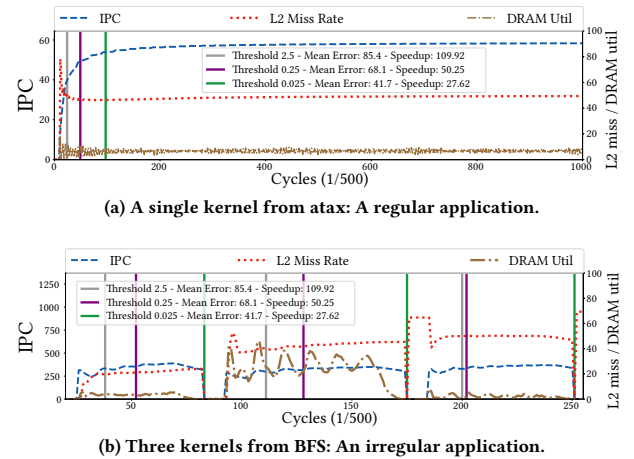 IPC L2 Miss Rate DRAM Util
60
40
20
0
IPC
100
80
60
40
20
0
L2 miss / DRAM util
Threshold 2.5 - Mean Error: 85.4 - Speedup: 109.92
Threshold 0.25 - Mean Error: 68.1 - Speedup: 50.25
Threshold 0.025 - Mean Error: 41.7 - Speedup: 27.62
0 200 400 600 800 1000
Cycles (1/500)
(a) A single kernel from atax: A regular application.
IPC L2 Miss Rate DRAM Util
1250
1000
750
500
250
0
IPC
100
80
60
40
20
0
L2 miss / DRAM util
Threshold 2.5 - Mean Error: 85.4 - Speedup: 109.92
Threshold 0.25 - Mean Error: 68.1 - Speedup: 50.25
Threshold 0.025 - Mean Error: 41.7 - Speedup: 27.62
50 100 150 200 250
Cycles (1/500)
(b) Three kernels from BFS: An irregular application.